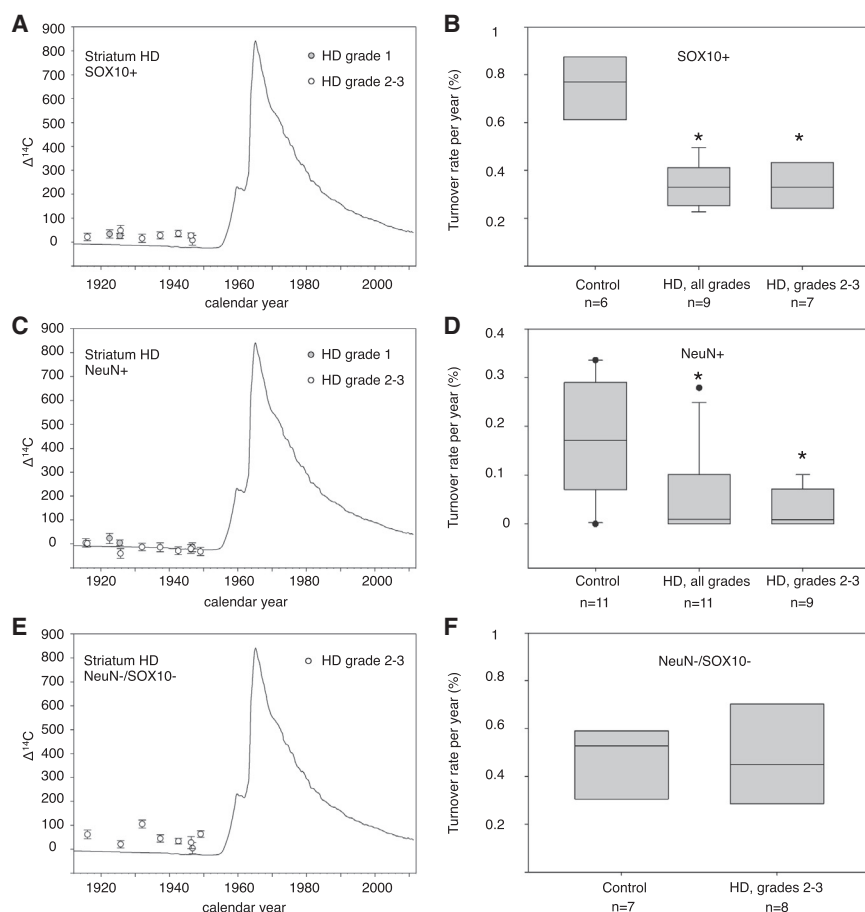 A
900
800
700
600
500
400
300
200
100
0
Δ14C
Striatum HD
SOX10+
HD grade 1
HD grade 2-3
1920 1940 1960 1980 2000
calendar year
B
1
0.8
0.6
0.4
0.2
Turnover rate per year (%)
SOX10+
* *
Control HD, all grades HD, grades 2-3
n=6 n=9 n=7
C
900
800
700
600
500
400
300
200
100
0
Δ14C
Striatum HD
NeuN+
HD grade 1
HD grade 2-3
1920 1940 1960 1980 2000
calendar year
D
0.4
0.3
0.2
0.1
0
Turnover rate per year (%)
NeuN+
*
*
Control HD, all grades HD, grades 2-3
n=11 n=11 n=9
E
900
800
700
600
500
400
300
200
100
0
Δ14C
Striatum HD
NeuN-/SOX10-
HD grade 2-3
1920 1940 1960 1980 2000
calendar year
F
1
0.8
0.6
0.4
0.2
Turnover rate per year (%)
NeuN-/SOX10-
Control HD, grades 2-3
n=7 n=8